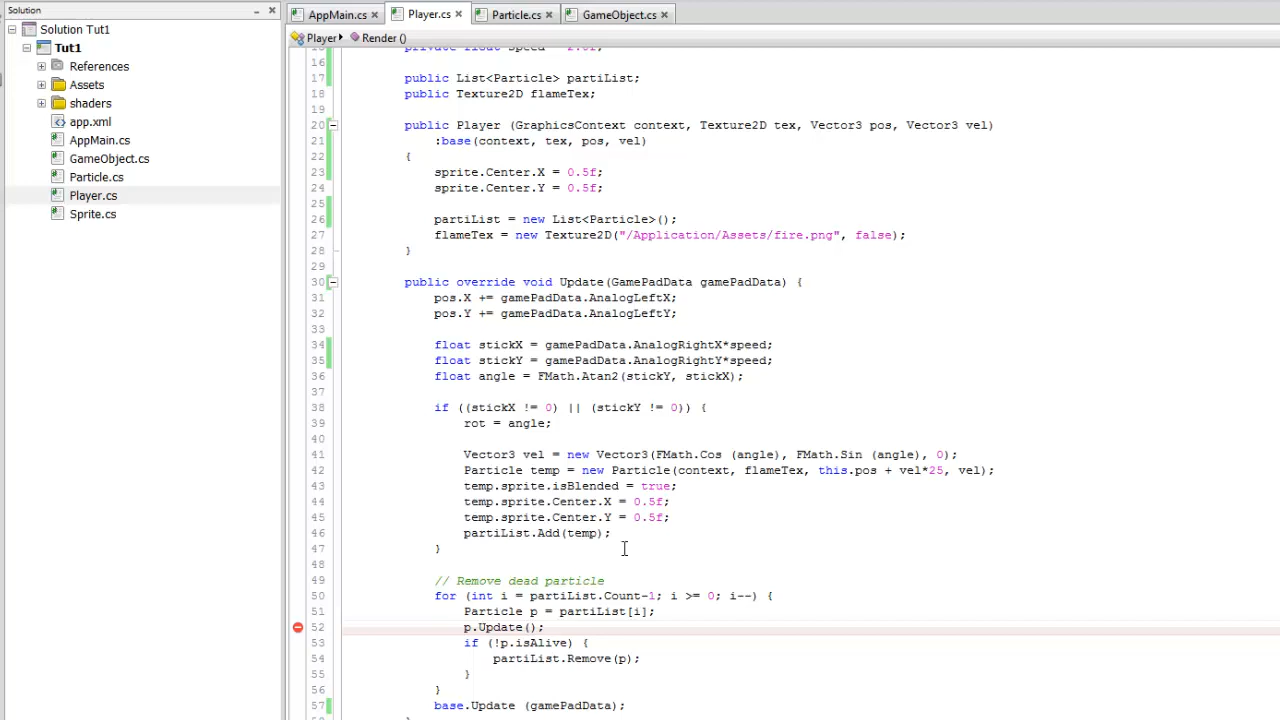 Solution
Solution Tut1
Tut1
References
Assets
shaders
app.xml
AppMain.cs
GameObject.cs
Particle.cs
Player.cs
Sprite.cs
AppMain.cs × Player.cs × Particle.cs × GameObject.cs ×
Player Render ()
16
17 public List<Particle> partiList;
18 public Texture2D flameTex;
19
20 public Player (GraphicsContext context, Texture2D tex, Vector3 pos, Vector3 vel)
21 :base(context, tex, pos, vel)
22 {
23 sprite.Center.X = 0.5f;
24 sprite.Center.Y = 0.5f;
25
26 partiList = new List<Particle>();
27 flameTex = new Texture2D("/Application/Assets/fire.png", false);
28 }
29
30 public override void Update(GamePadData gamePadData) {
31 pos.X += gamePadData.AnalogLeftX;
32 pos.Y += gamePadData.AnalogLeftY;
33
34 float stickX = gamePadData.AnalogRightX*speed;
35 float stickY = gamePadData.AnalogRightY*speed;
36 float angle = FMath.Atan2(stickY, stickX);
37
38 if ((stickX != 0) || (stickY != 0)) {
39 rot = angle;
40
41 Vector3 vel = new Vector3(FMath.Cos (angle), FMath.Sin (angle), 0);
42 Particle temp = new Particle(context, flameTex, this.pos + vel*25, vel);
43 temp.sprite.isBlended = true;
44 temp.sprite.Center.X = 0.5f;
45 temp.sprite.Center.Y = 0.5f;
46 partiList.Add(temp);
47 }
48
49 // Remove dead particle
50 for (int i = partiList.Count-1; i >= 0; i--) {
51 Particle p = partiList[i];
52 p.Update();
53 if (!p.isAlive) {
54 partiList.Remove(p);
55 }
56 }
57 base.Update (gamePadData);